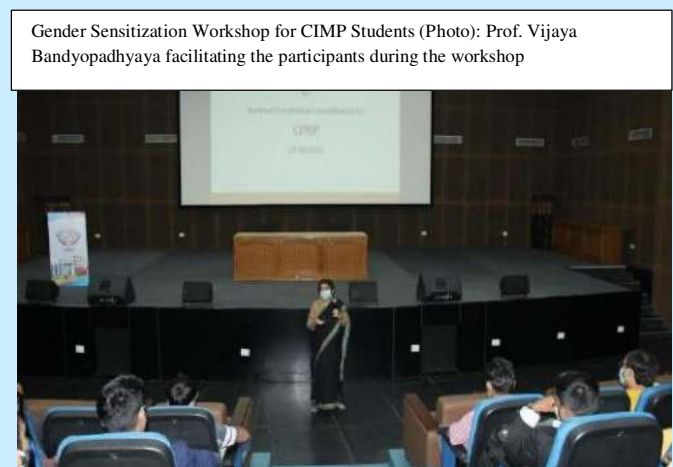 Gender Sensitization Workshop for CIMP Students (Photo): Prof. Vijaya
Bandyopadhyaya facilitating the participants during the workshop
CIMP